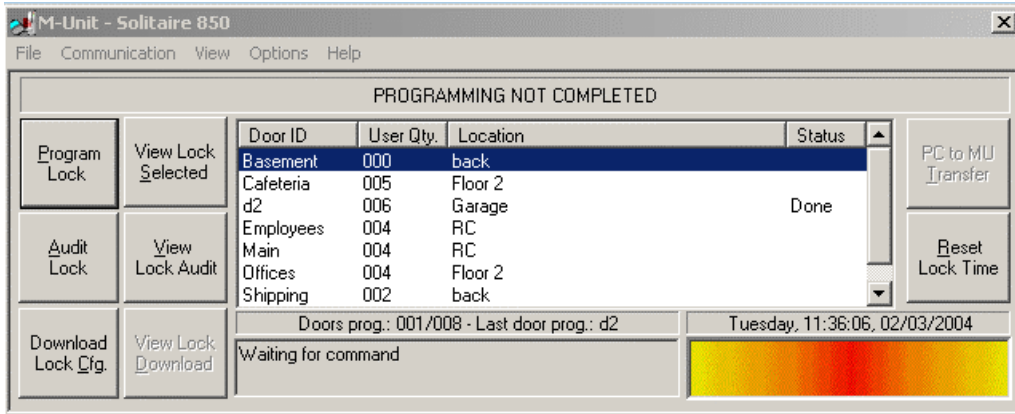 M-Unit - Solitaire 850
File Communication View Options Help
PROGRAMMING NOT COMPLETED
Program Lock
View Lock Selected
Audit Lock
View Lock Audit
Download Lock Cfg.
View Lock Download
Door ID User Qty. Location Status
Basement 000 back
Cafeteria 005 Floor 2
d2 006 Garage Done
Employees 004 RC
Main 004 RC
Offices 004 Floor 2
Shipping 002 back
PC to MU Transfer
Reset Lock Time
Doors prog.: 001/008 - Last door prog.: d2
Tuesday, 11:36:06, 02/03/2004
Waiting for command